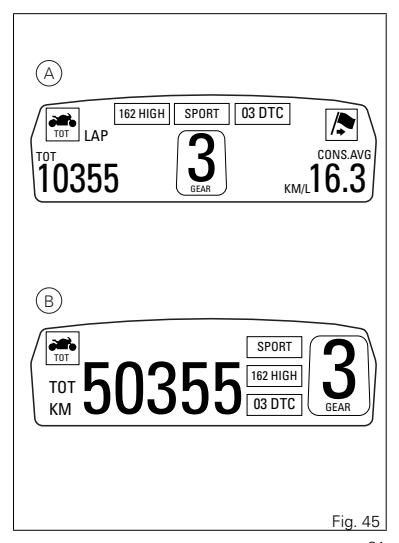 A
162 HIGH SPORT 03 DTC
TOT LAP
TOT 10355
3
GEAR
CONS.AVG
KM/L 16.3
B
TOT
TOT
KM
50355
SPORT
162 HIGH
03 DTC
3
GEAR
Fig. 45